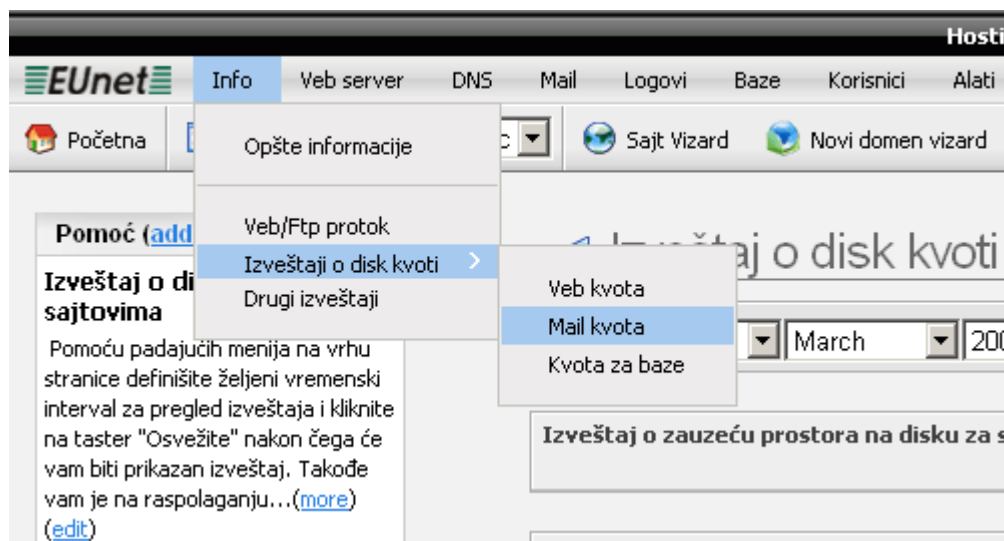 Hosti
EUnet Info Veb server DNS Mail Logovi Baze Korisnici Alati
Početna Sajt Vizard Novi domen vizard
Opšte informacije
Veb/Ftp protok
Izveštaji o disk kvoti
Drugi izveštaji
Veb kvota
Mail kvota
Kvota za baze
Pomoć (add
Izveštaj o di
sajtovima
Pomoću padajućih menija na vrhu
stranice definišite željeni vremenski
interval za pregled izveštaja i kliknite
na taster "Osvežite" nakon čega će
vam biti prikazan izveštaj. Takođe
vam je na raspolaganju...(more)
(edit)
Izveštaj o disk kvoti
March 200
Izveštaj o zauzeću prostora na disku za s